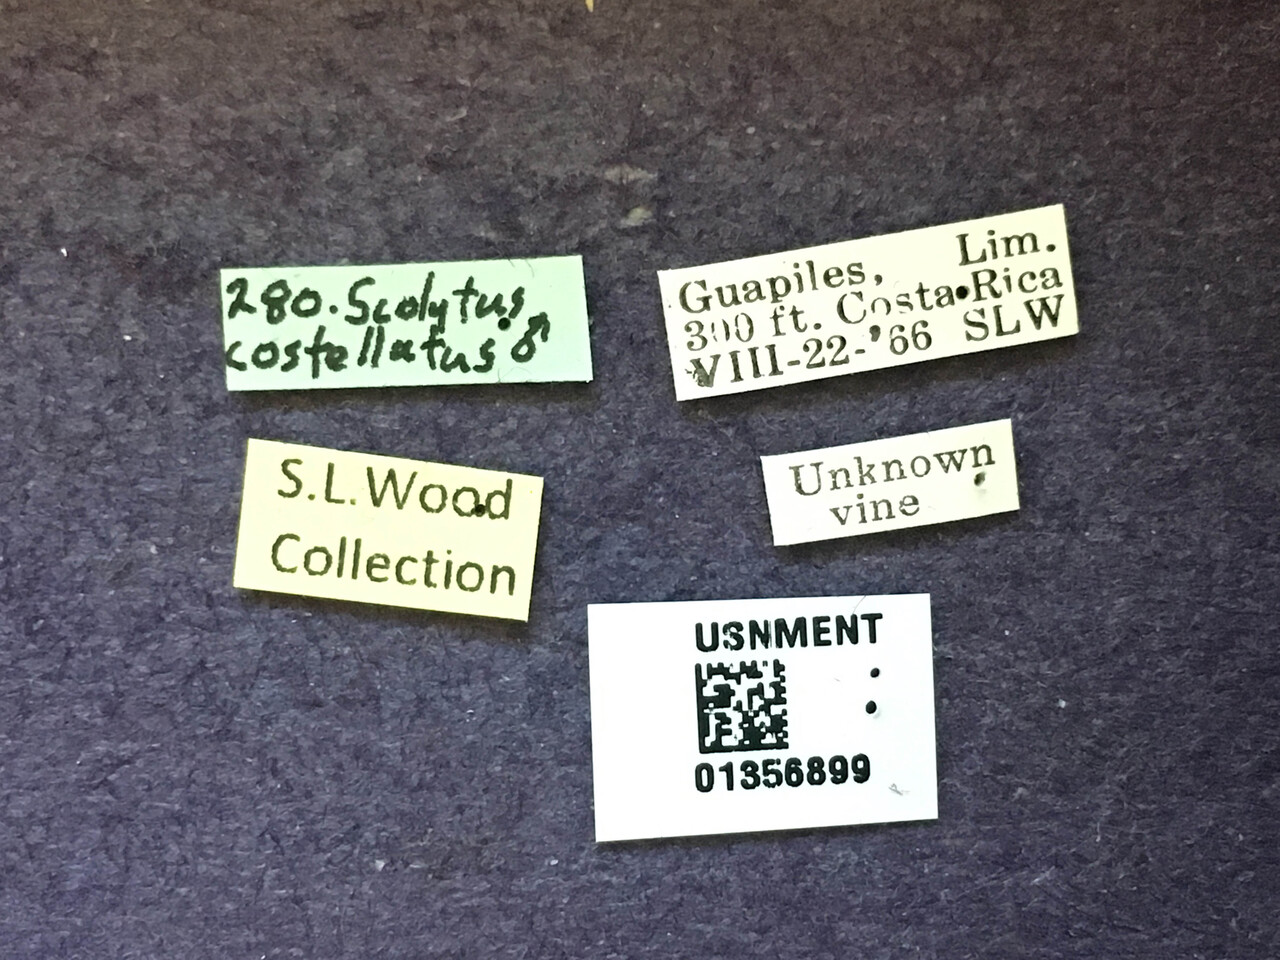 280. Scolytus
costellatus ♂
Guapiles, Lim.
300 ft. Costa Rica
VIII-22-'66 SLW
S.L.Wood
Collection
Unknown
vine
USNMENT
01356899